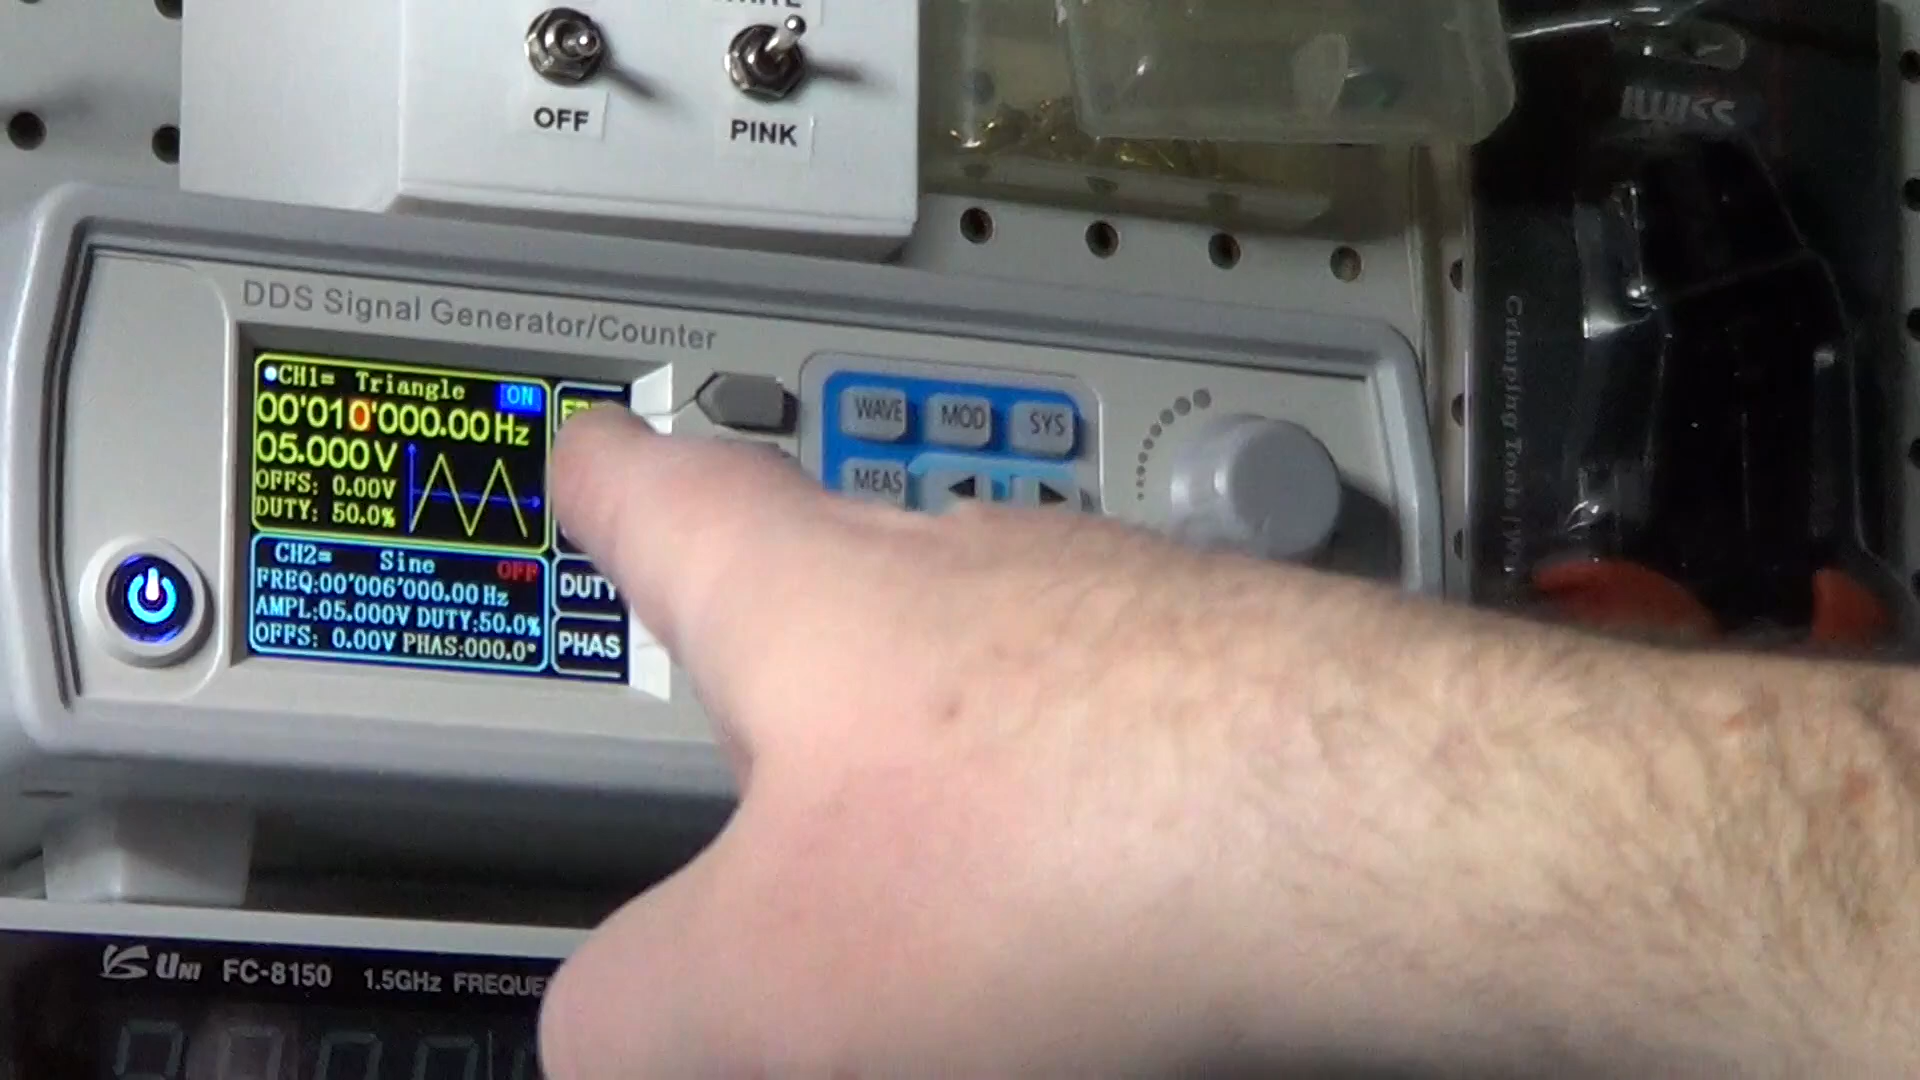 OFF
PINK
IWISS
Crimping Tools
DDS Signal Generator/Counter
CH1= Triangle ON
00'010'000.00Hz
05.000V
OFFS: 0.00V
DUTY: 50.0%
CH2= Sine OFF
FREQ:00'006'000.00Hz
AMPL:05.000V DUTY:50.0%
OFFS: 0.00V PHAS:000.0°
DUTY
PHAS
WAVE
MOD
SYS
MEAS
UNI FC-8150 1.5GHz